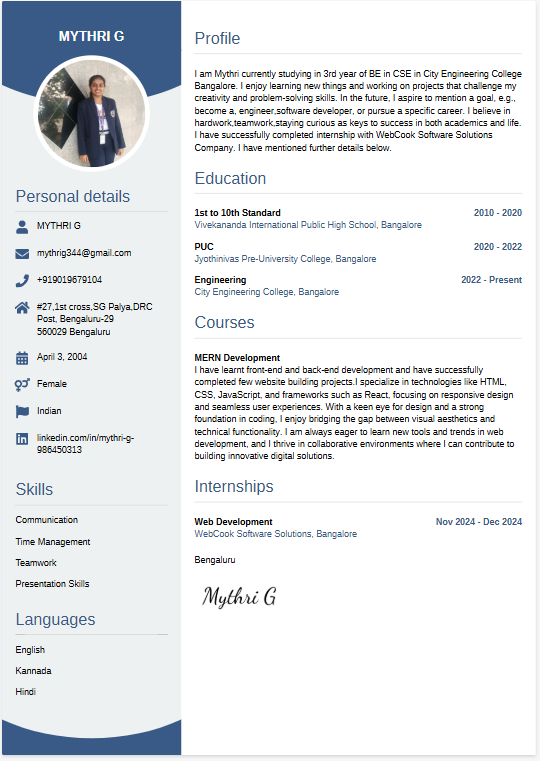 MYTHRI G
Personal details
MYTHRI G
mythrig344@gmail.com
+919019679104
#27,1st cross,SG Palya,DRC
Post, Bengaluru-29
560029 Bengaluru
April 3, 2004
Female
Indian
linkedin.com/in/mythri-g-
986450313
Skills
Communication
Time Management
Teamwork
Presentation Skills
Languages
English
Kannada
Hindi
Profile
I am Mythri currently studying in 3rd year of BE in CSE in City Engineering College
Bangalore. I enjoy learning new things and working on projects that challenge my
creativity and problem-solving skills. In the future, I aspire to mention a goal, e.g.,
become a, engineer,software developer, or pursue a specific career. I believe in
hardwork,teamwork,staying curious as keys to success in both academics and life.
I have successfully completed internship with WebCook Software Solutions
Company. I have mentioned further details below.
Education
1st to 10th Standard 2010 - 2020
Vivekananda International Public High School, Bangalore
PUC 2020 - 2022
Jyothinivas Pre-University College, Bangalore
Engineering 2022 - Present
City Engineering College, Bangalore
Courses
MERN Development
I have learnt front-end and back-end development and have successfully
completed few website building projects.I specialize in technologies like HTML,
CSS, JavaScript, and frameworks such as React, focusing on responsive design
and seamless user experiences. With a keen eye for design and a strong
foundation in coding, I enjoy bridging the gap between visual aesthetics and
technical functionality. I am always eager to learn new tools and trends in web
development, and I thrive in collaborative environments where I can contribute to
building innovative digital solutions.
Internships
Web Development Nov 2024 - Dec 2024
WebCook Software Solutions, Bangalore
Bengaluru
Mythri G